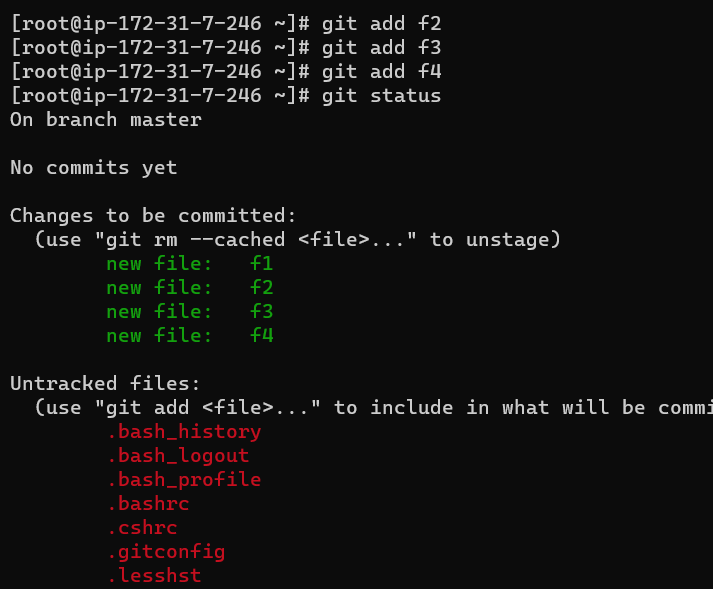 [root@ip-172-31-7-246 ~]# git add f2
[root@ip-172-31-7-246 ~]# git add f3
[root@ip-172-31-7-246 ~]# git add f4
[root@ip-172-31-7-246 ~]# git status
On branch master
No commits yet
Changes to be committed:
  (use "git rm --cached <file>..." to unstage)
        new file:   f1
        new file:   f2
        new file:   f3
        new file:   f4
Untracked files:
  (use "git add <file>..." to include in what will be commi
        .bash_history
        .bash_logout
        .bash_profile
        .bashrc
        .cshrc
        .gitconfig
        .lesshst